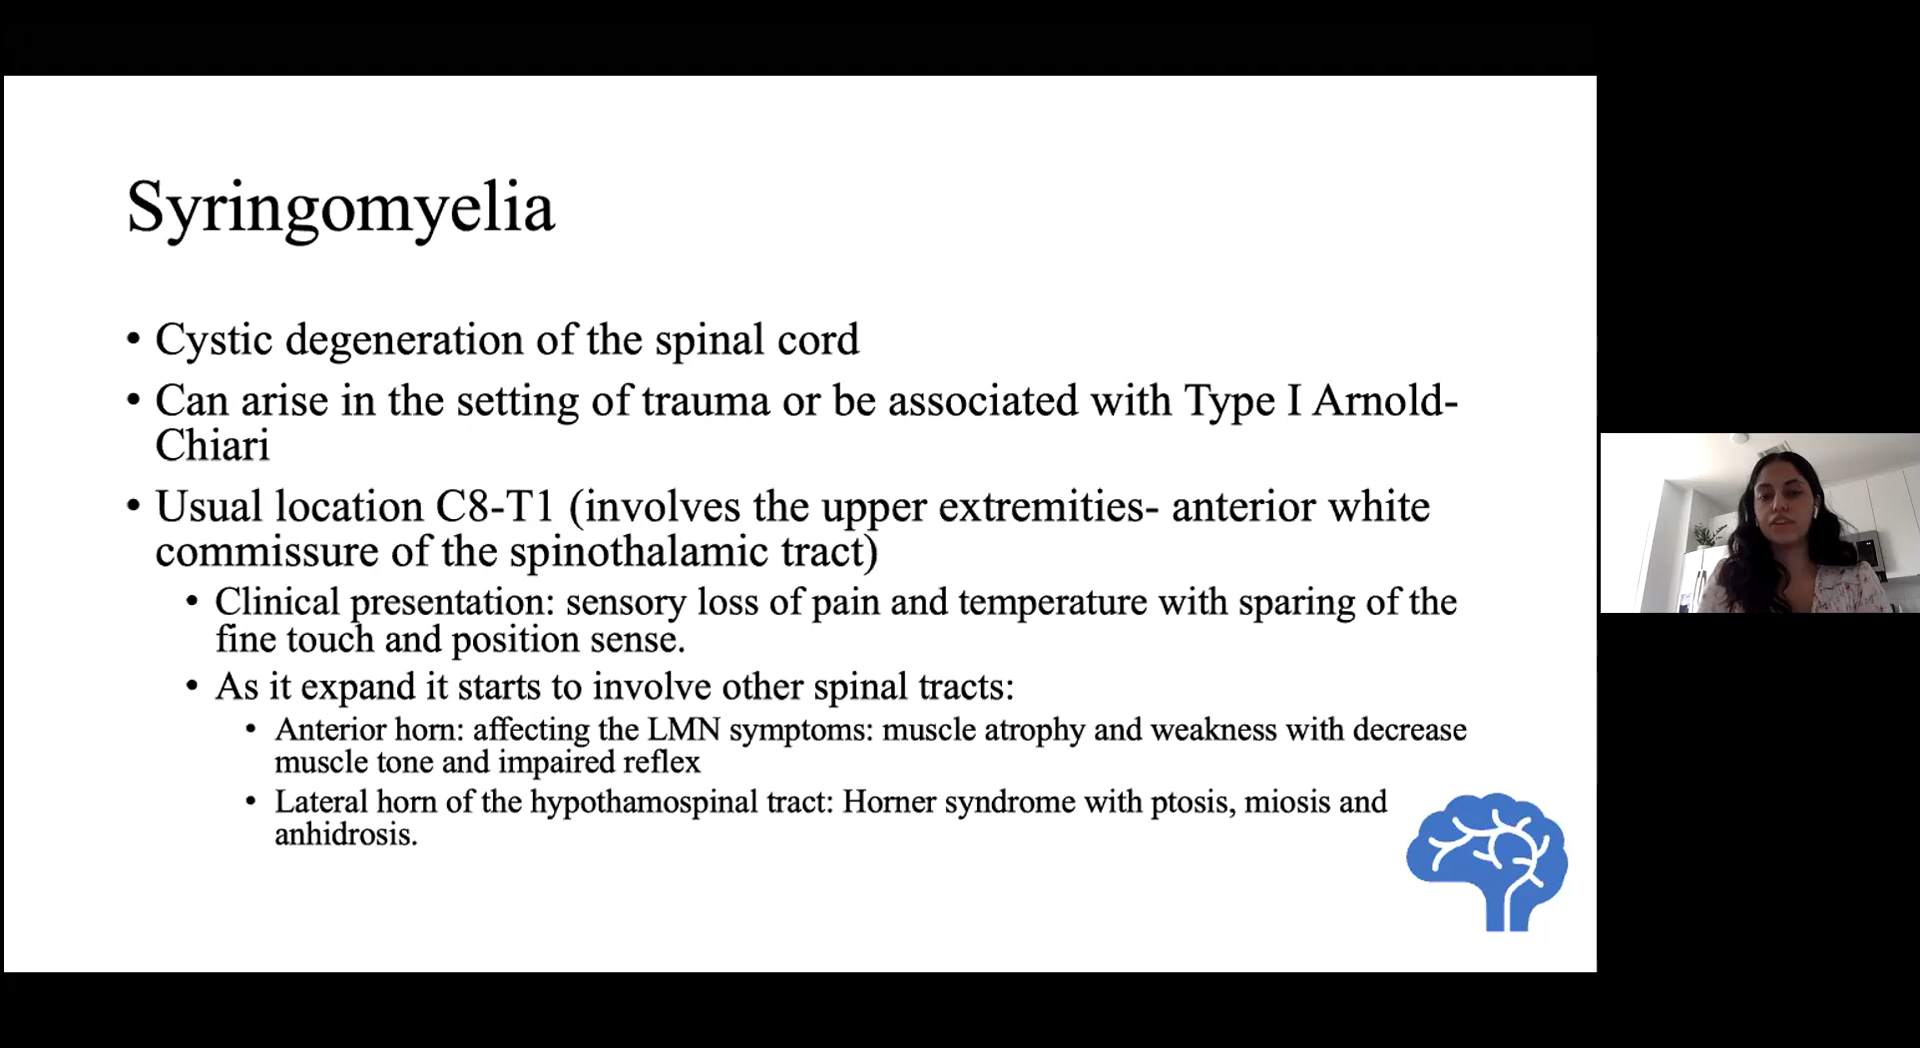 Syringomyelia
• Cystic degeneration of the spinal cord
• Can arise in the setting of trauma or be associated with Type I Arnold-
Chiari
• Usual location C8-T1 (involves the upper extremities- anterior white
commissure of the spinothalamic tract)
• Clinical presentation: sensory loss of pain and temperature with sparing of the
fine touch and position sense.
• As it expand it starts to involve other spinal tracts:
• Anterior horn: affecting the LMN symptoms: muscle atrophy and weakness with decrease
muscle tone and impaired reflex
• Lateral horn of the hypothamospinal tract: Horner syndrome with ptosis, miosis and
anhidrosis.